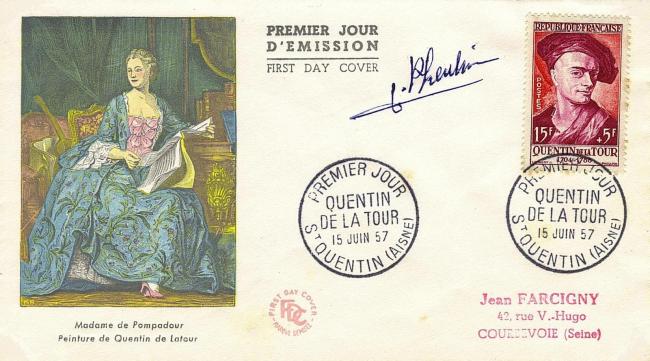 PREMIER JOUR
D'EMISSION
FIRST DAY COVER
REPUBLIQUE FRANÇAISE
POSTES
15F +5F
QUENTIN DE LA TOUR
1704-1788
PREMIER JOUR
QUENTIN
DE LA TOUR
15 JUIN 57
ST QUENTIN (AISNE)
PREMIER JOUR
QUENTIN
DE LA TOUR
15 JUIN 57
ST QUENTIN (AISNE)
FIRST DAY COVER
FDC
Madame de Pompadour
Peinture de Quentin de Latour
Jean FARCIGNY
42, rue V.-Hugo
COURBEVOIE (Seine)